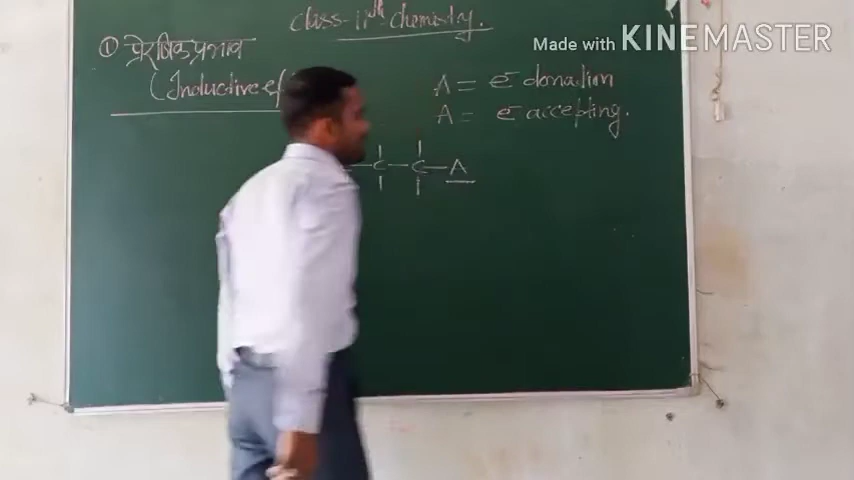 class-11th chemistry.
Made with KINEMASTER
① प्रेरणिक प्रभाव
(Inductive ef
A = e⁻ donation
A = e⁻ accepting.
—C—C—A